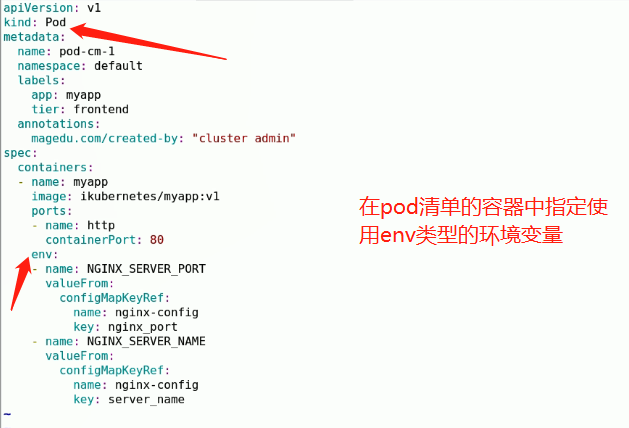 apiVersion: v1
kind: Pod
metadata:
  name: pod-cm-1
  namespace: default
  labels:
    app: myapp
    tier: frontend
  annotations:
    magedu.com/created-by: "cluster admin"
spec:
  containers:
  - name: myapp
    image: ikubernetes/myapp:v1
    ports:
    - name: http
      containerPort: 80
    env:
    - name: NGINX_SERVER_PORT
      valueFrom:
        configMapKeyRef:
          name: nginx-config
          key: nginx_port
    - name: NGINX_SERVER_NAME
      valueFrom:
        configMapKeyRef:
          name: nginx-config
          key: server_name
~
在pod清单的容器中指定使
用env类型的环境变量